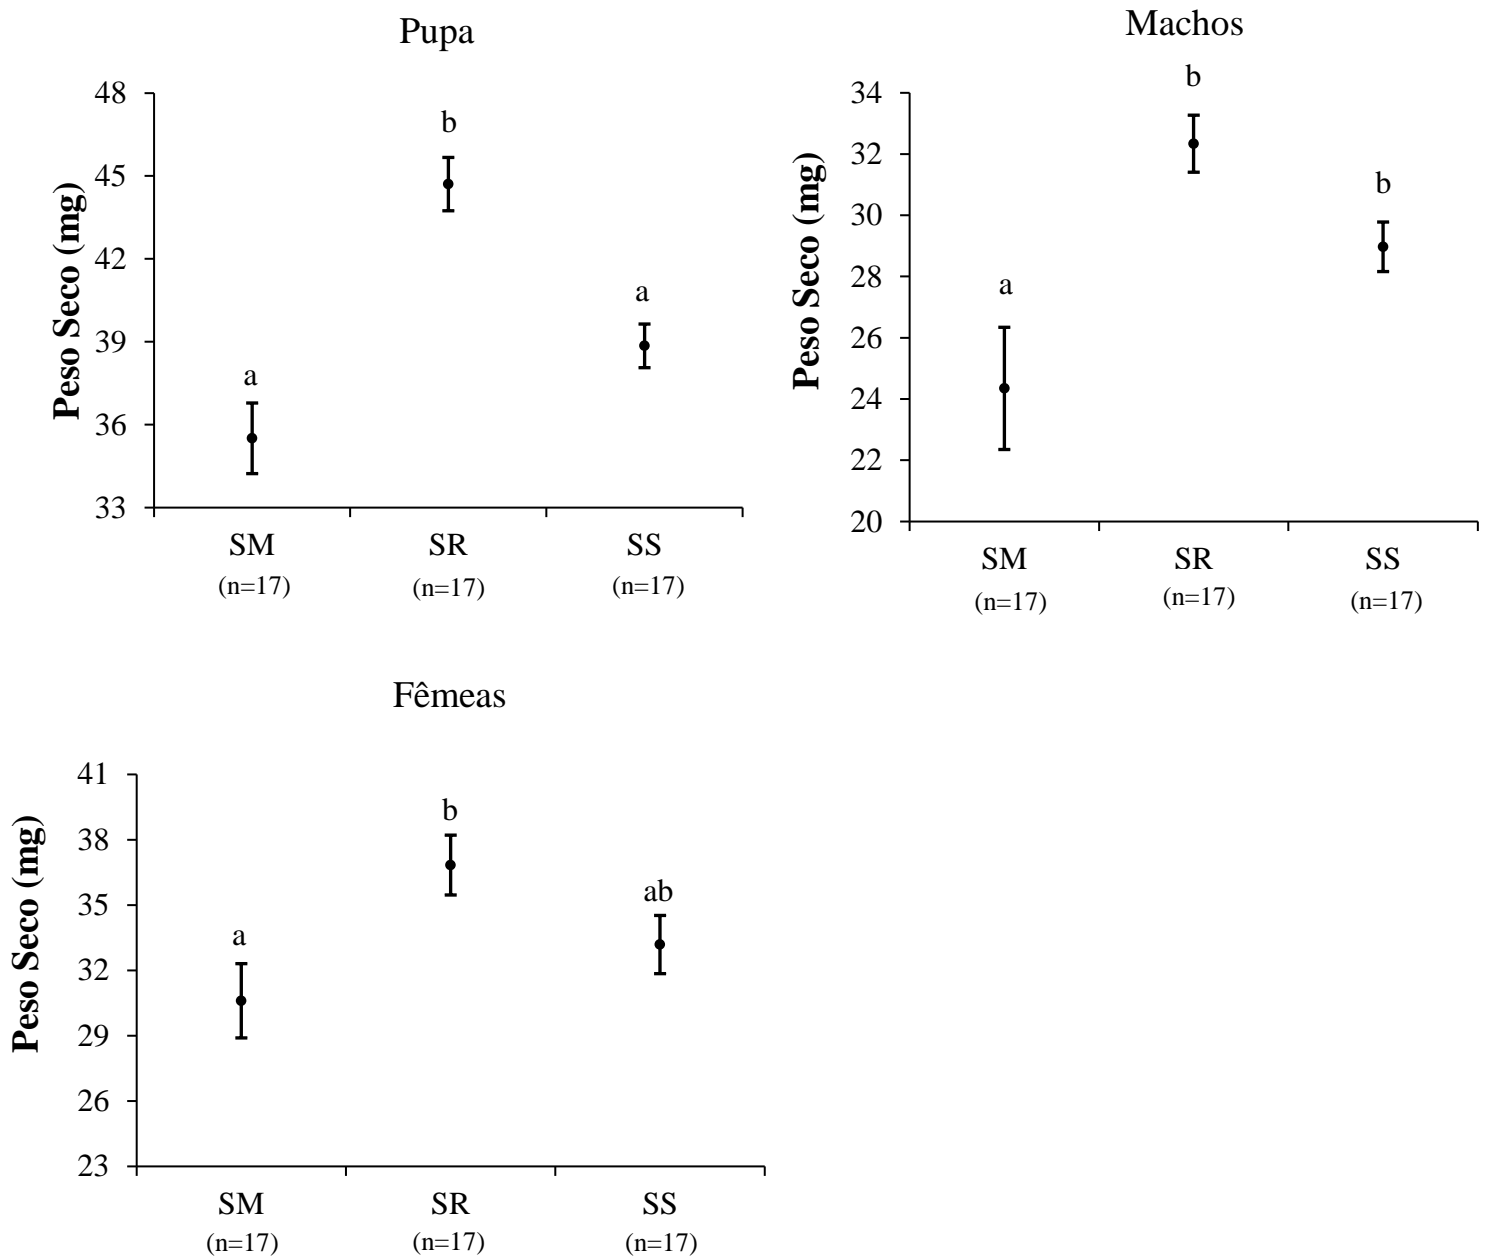 Pupa
Peso Seco (mg)
48
45
42
39
36
33
a
b
a
SM
SR
SS
(n=17)
(n=17)
(n=17)
Machos
Peso Seco (mg)
34
32
30
28
26
24
22
20
a
b
b
SM
SR
SS
(n=17)
(n=17)
(n=17)
Fêmeas
Peso Seco (mg)
41
38
35
32
29
26
23
a
b
ab
SM
SR
SS
(n=17)
(n=17)
(n=17)